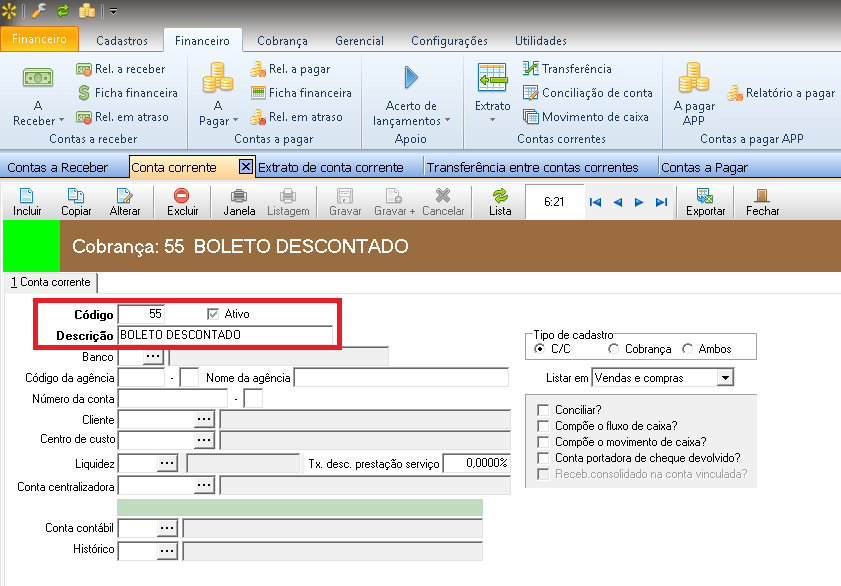 Financeiro Cadastros Financeiro Cobrança Gerencial Configurações Utilidades
A Receber
Rel. a receber
Ficha financeira
Rel. em atraso
Contas a receber
A Pagar
Rel. a pagar
Ficha financeira
Rel. em atraso
Contas a pagar
Acerto de lançamentos
Apoio
Extrato
Transferência
Conciliação de conta
Movimento de caixa
Contas correntes
A pagar APP
Relatório a pagar
Contas a pagar APP
Contas a Receber Conta corrente Extrato de conta corrente Transferência entre contas correntes Contas a Pagar
Incluir Copiar Alterar Excluir Janela Listagem Gravar Gravar + Cancelar Lista 6:21 Exportar Fechar
Cobrança: 55 BOLETO DESCONTADO
1 Conta corrente
Código 55 Ativo
Descrição BOLETO DESCONTADO
Banco ...
Código da agência - Nome da agência
Número da conta -
Cliente ...
Centro de custo ...
Liquidez ... Tx. desc. prestação serviço 0,0000%
Conta centralizadora ...
Conta contábil ...
Histórico ...
Tipo de cadastro
C/C Cobrança Ambos
Listar em Vendas e compras
Conciliar?
Compõe o fluxo de caixa?
Compõe o movimento de caixa?
Conta portadora de cheque devolvido?
Receb.consolidado na conta vinculada?